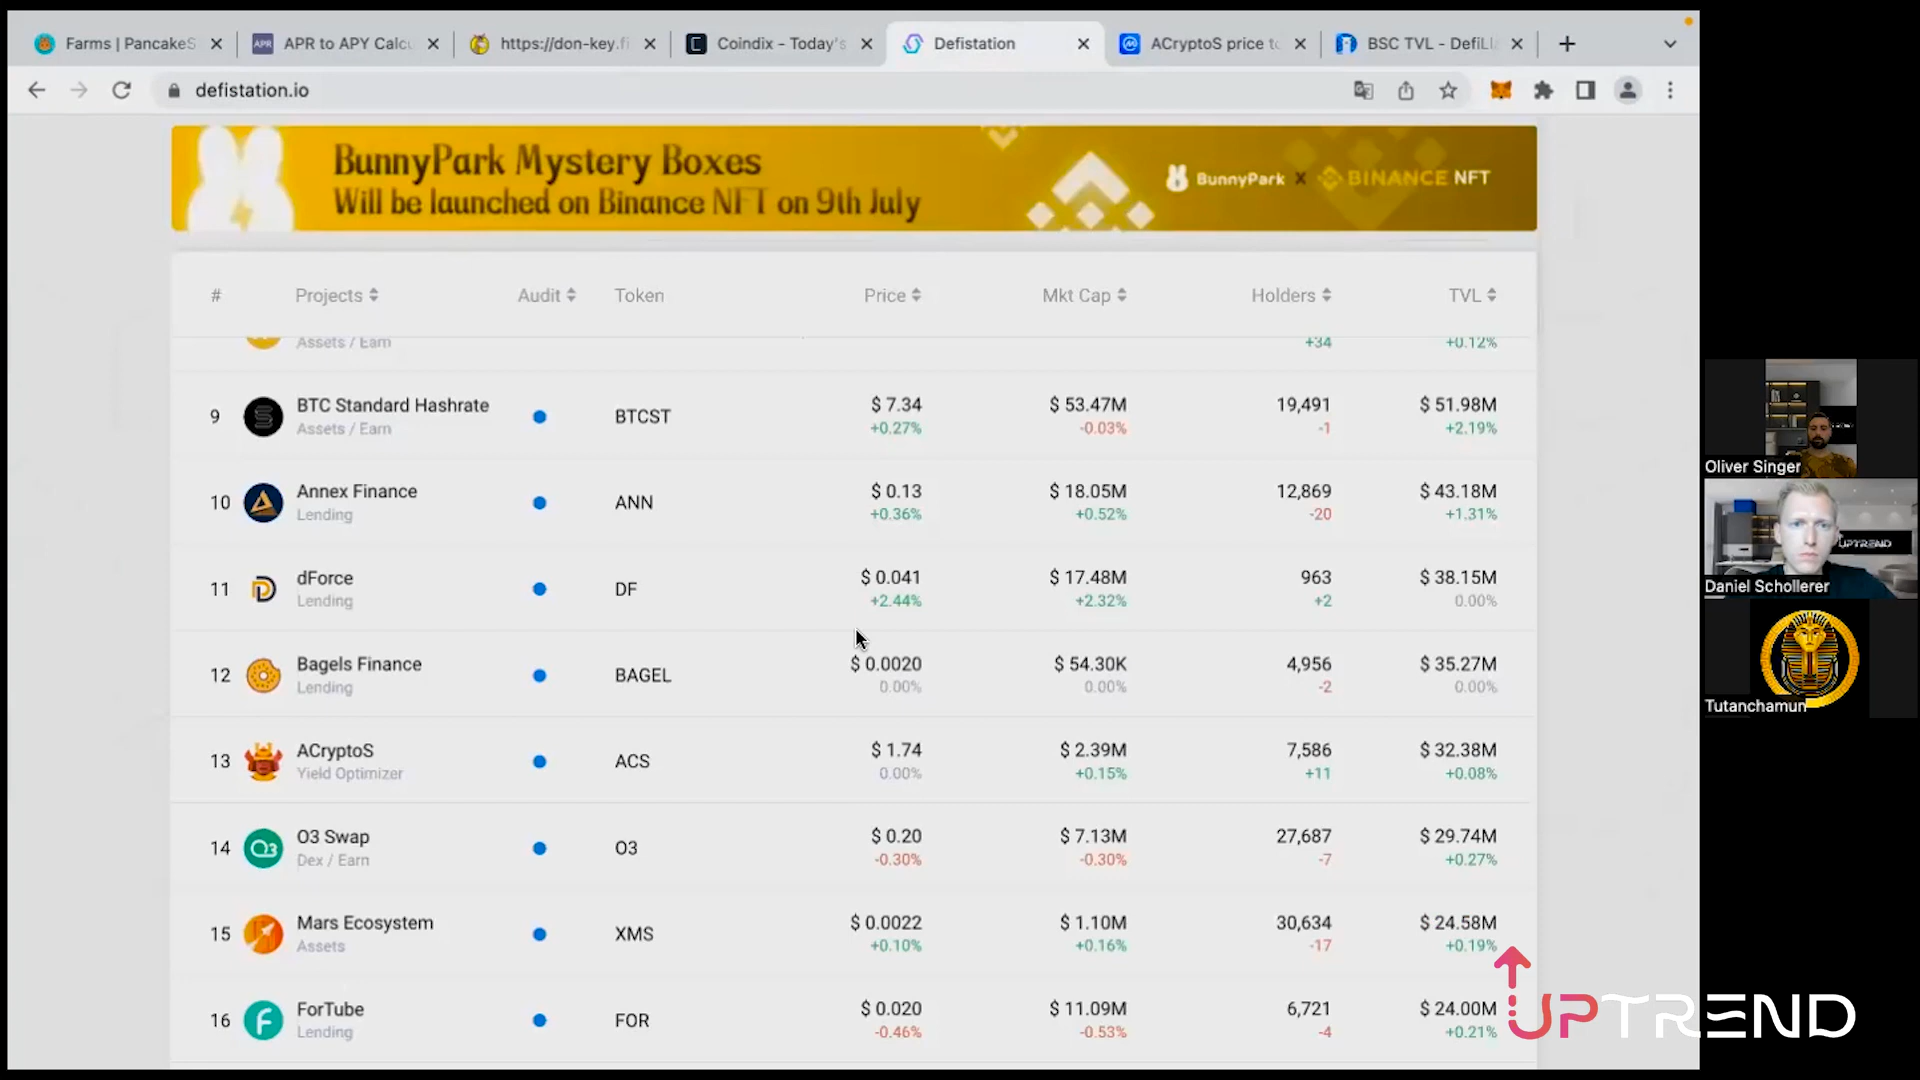 Farms | PancakeS
APR to APY Calcu
https://don-key.fi
Coindix - Today's
Defistation
ACryptoS price to
BSC TVL - DefiLl
defistation.io
BunnyPark Mystery Boxes
Will be launched on Binance NFT on 9th July
BunnyPark X BINANCE NFT
# Projects Audit Token Price Mkt Cap Holders TVL
Assets / Earn +34 +0.12%
9 BTC Standard Hashrate BTCST $ 7.34 $ 53.47M 19,491 $ 51.98M
Assets / Earn +0.27% -0.03% -1 +2.19%
10 Annex Finance ANN $ 0.13 $ 18.05M 12,869 $ 43.18M
Lending +0.36% +0.52% -20 +1.31%
11 dForce DF $ 0.041 $ 17.48M 963 $ 38.15M
Lending +2.44% +2.32% +2 0.00%
12 Bagels Finance BAGEL $ 0.0020 $ 54.30K 4,956 $ 35.27M
Lending 0.00% 0.00% -2 0.00%
13 ACryptoS ACS $ 1.74 $ 2.39M 7,586 $ 32.38M
Yield Optimizer 0.00% +0.15% +11 +0.08%
14 O3 Swap O3 $ 0.20 $ 7.13M 27,687 $ 29.74M
Dex / Earn -0.30% -0.30% -7 +0.27%
15 Mars Ecosystem XMS $ 0.0022 $ 1.10M 30,634 $ 24.58M
Assets +0.10% +0.16% -17 +0.19%
16 ForTube FOR $ 0.020 $ 11.09M 6,721 $ 24.00M
Lending -0.46% -0.53% -4 +0.21%
Oliver Singer
UPTREND
Daniel Schollerer
Tutanchamun
UPTREND